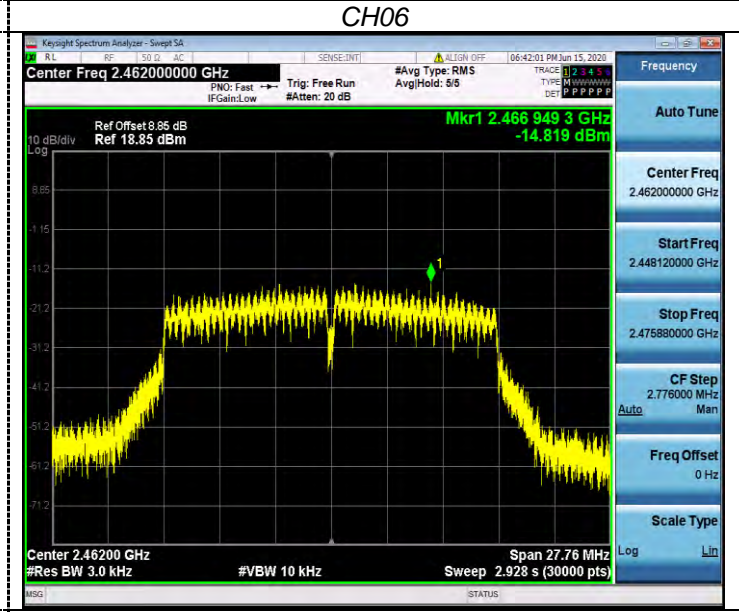 CH06
Keysight Spectrum Analyzer - Swept SA
RL RF 50 Ω AC SENSE:INT ALIGN OFF 06:42:01 PM Jun 15, 2020
Center Freq 2.462000000 GHz
PNO: Fast
IFGain:Low
Trig: Free Run
#Atten: 20 dB
#Avg Type: RMS
Avg|Hold: 5/5
TRACE 1 2 3 4 5 6
TYPE M WWWWW
DET P P P P P P
Frequency
Auto Tune
Center Freq
2.462000000 GHz
Start Freq
2.448120000 GHz
Stop Freq
2.475880000 GHz
CF Step
2.776000 MHz
Auto Man
Freq Offset
0 Hz
Scale Type
Log Lin
Ref Offset 8.85 dB
10 dB/div Ref 18.85 dBm
Log
Mkr1 2.466 949 3 GHz
-14.819 dBm
8.85
-1.15
-11.2
-21.2
-31.2
-41.2
-51.2
-61.2
-71.2
1
Center 2.46200 GHz Span 27.76 MHz
#Res BW 3.0 kHz #VBW 10 kHz Sweep 2.928 s (30000 pts)
MSG STATUS